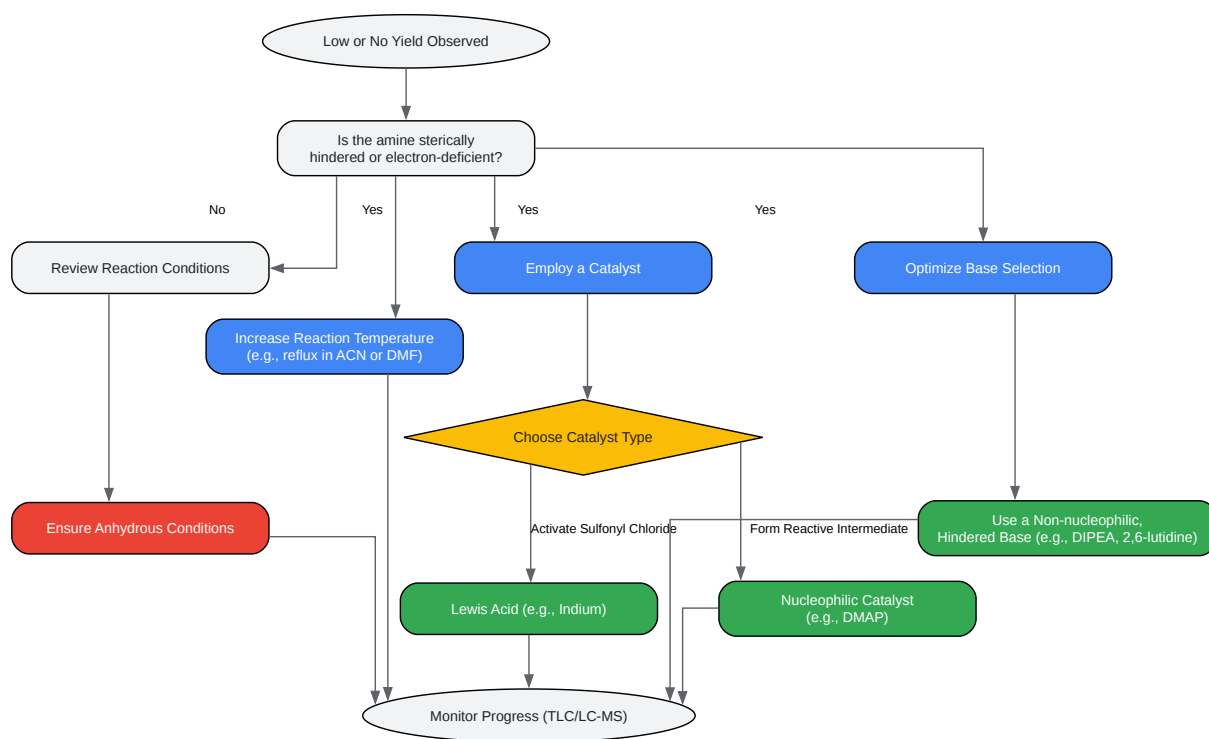 Low or No Yield Observed
Is the amine sterically
hindered or electron-deficient?
No
Yes
Yes
Yes
Review Reaction Conditions
Employ a Catalyst
Optimize Base Selection
Increase Reaction Temperature
(e.g., reflux in ACN or DMF)
Choose Catalyst Type
Ensure Anhydrous Conditions
Activate Sulfonyl Chloride
Form Reactive Intermediate
Use a Non-nucleophilic,
Hindered Base (e.g., DIPEA, 2,6-lutidine)
Lewis Acid (e.g., Indium)
Nucleophilic Catalyst
(e.g., DMAP)
Monitor Progress (TLC/LC-MS)